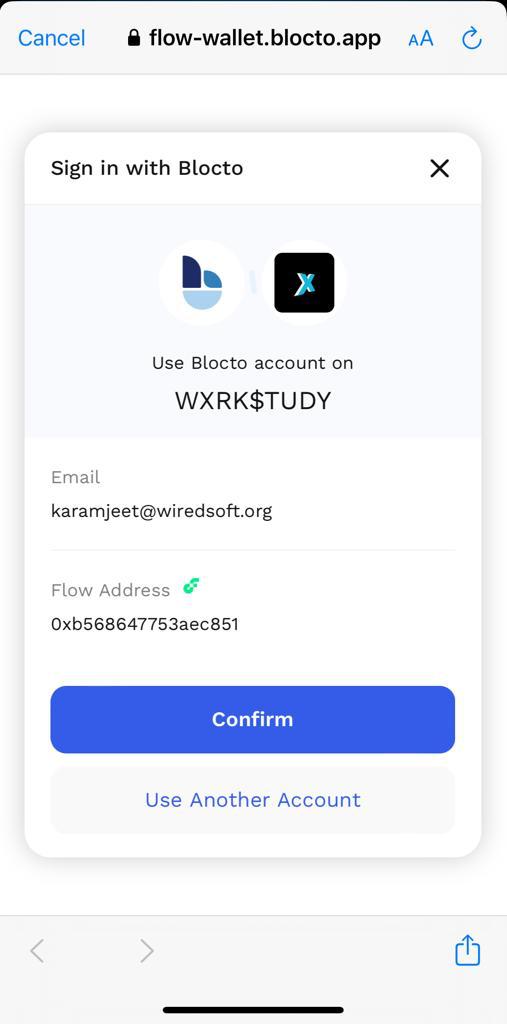 Cancel flow-wallet.blocto.app AA
Sign in with Blocto
X
Use Blocto account on
WXRK$TUDY
Email
karamjeet@wiredsoft.org
Flow Address
0xb568647753aec851
Confirm
Use Another Account